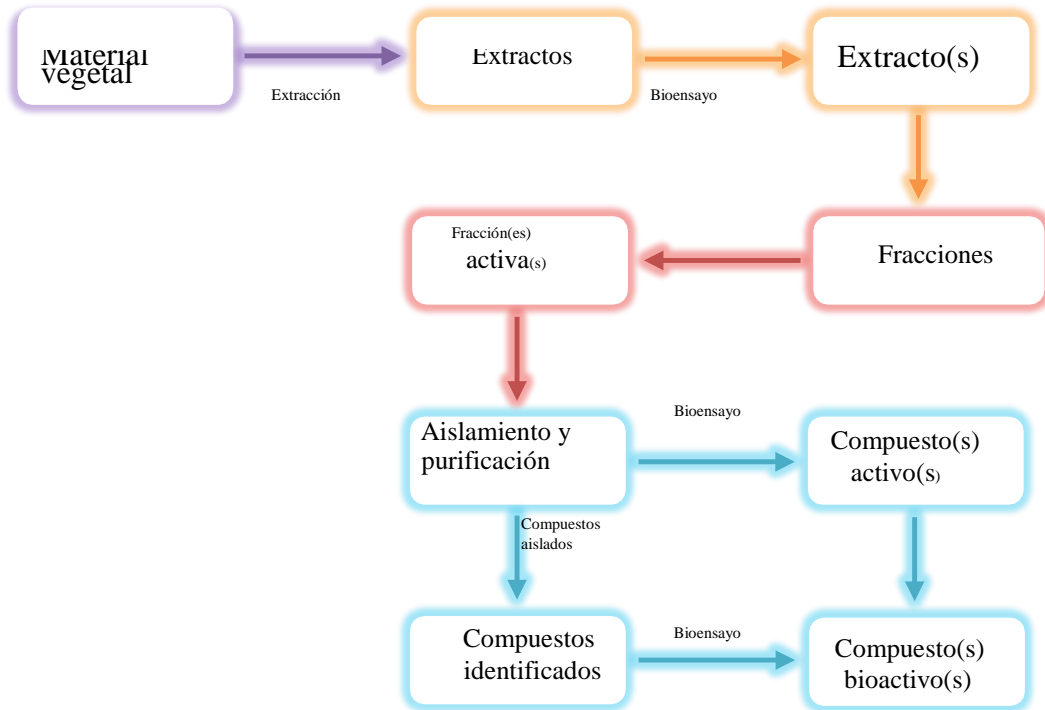 Material
vegetal
Extracción
Extractos
Bioensayo
Extracto(s)
Fracciones
Fracción(es)
activa(s)
Aislamiento y
purificación
Bioensayo
Compuesto(s)
activo(s)
Compuestos
aislados
Compuestos
identificados
Bioensayo
Compuesto(s)
bioactivo(s)